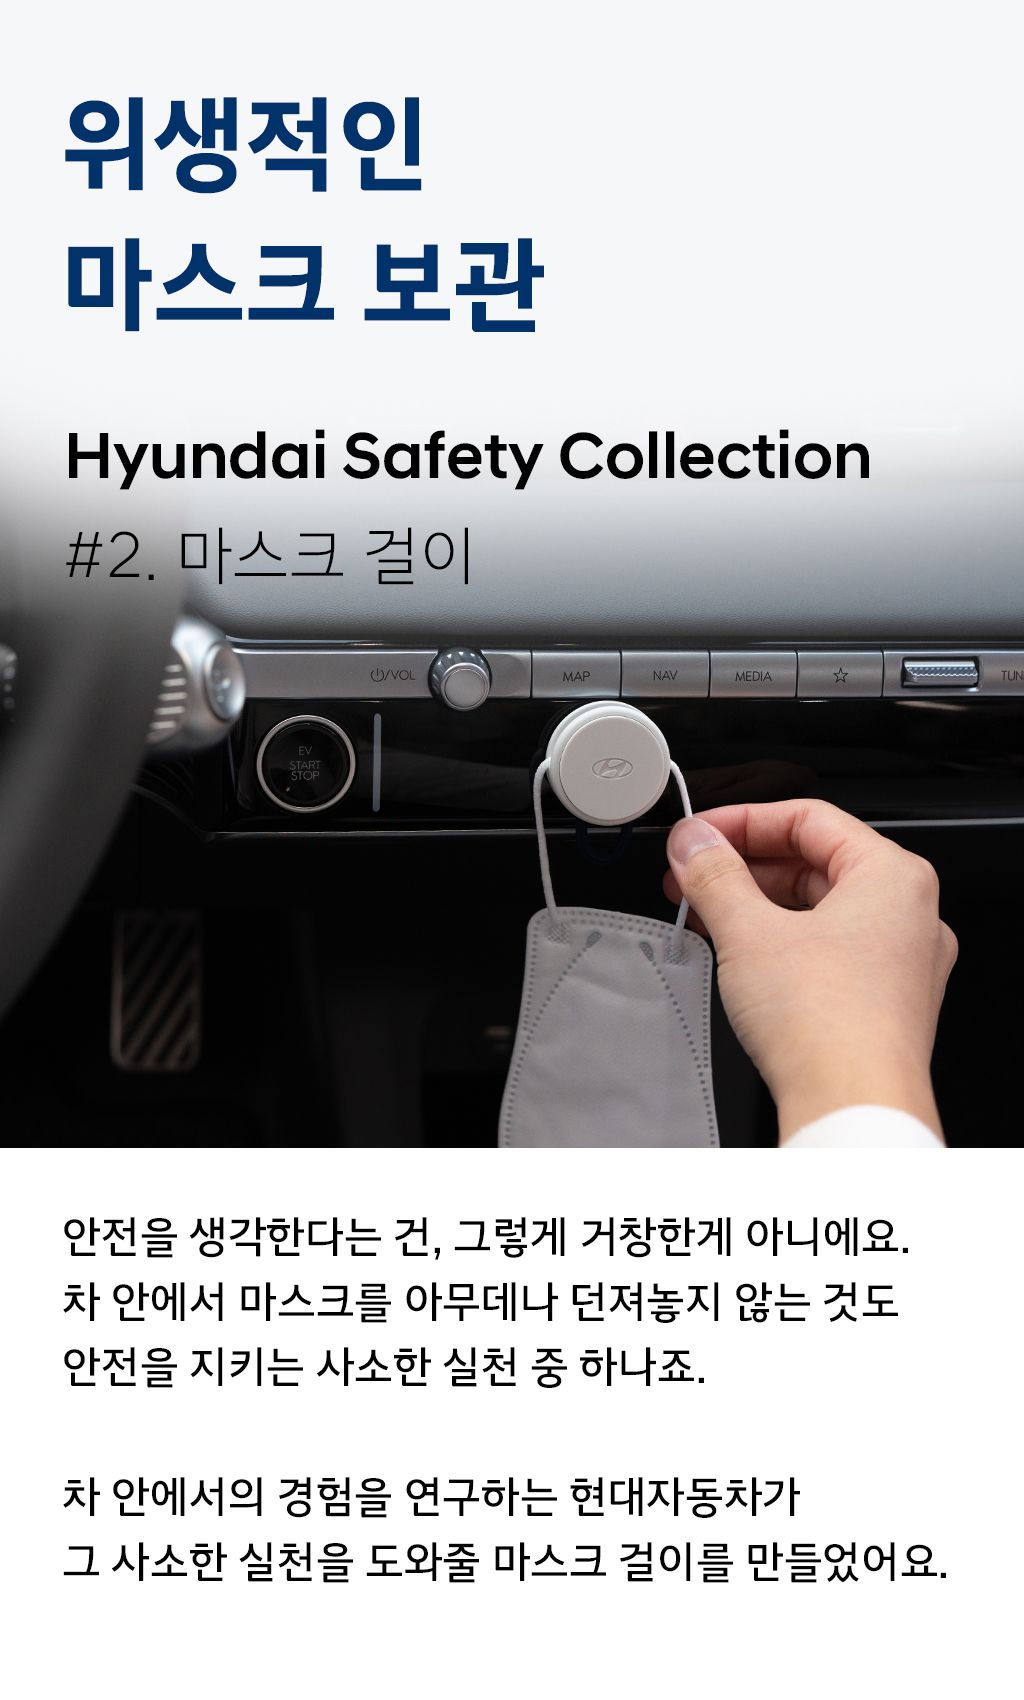 위생적인
마스크 보관
Hyundai Safety Collection
#2. 마스크 걸이
/VOL
MAP
NAV
MEDIA
TUN
EV
START
STOP
안전을 생각한다는 건, 그렇게 거창한게 아니에요.
차 안에서 마스크를 아무데나 던져놓지 않는 것도
안전을 지키는 사소한 실천 중 하나죠.
차 안에서의 경험을 연구하는 현대자동차가
그 사소한 실천을 도와줄 마스크 걸이를 만들었어요.